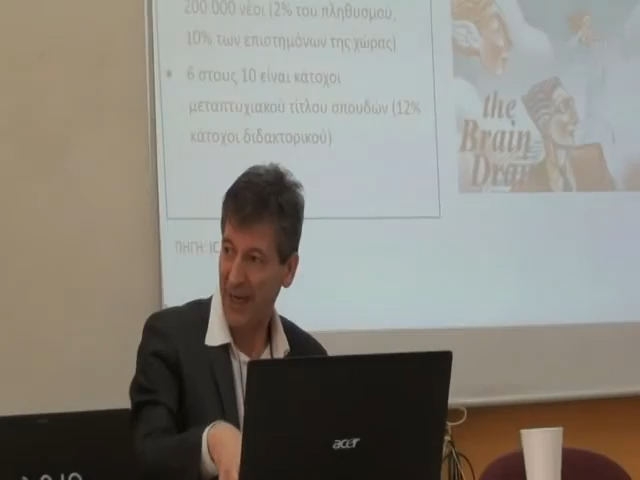 200 000 νέοι (2% του πληθυσμού,
10% των επιστημόνων της χώρας)
• 6 στους 10 είναι κάτοχοι
μεταπτυχιακού τίτλου σπουδών (12%
κάτοχοι διδακτορικού)
ΠΗΓΗ:
the
Brain
Drain
acer